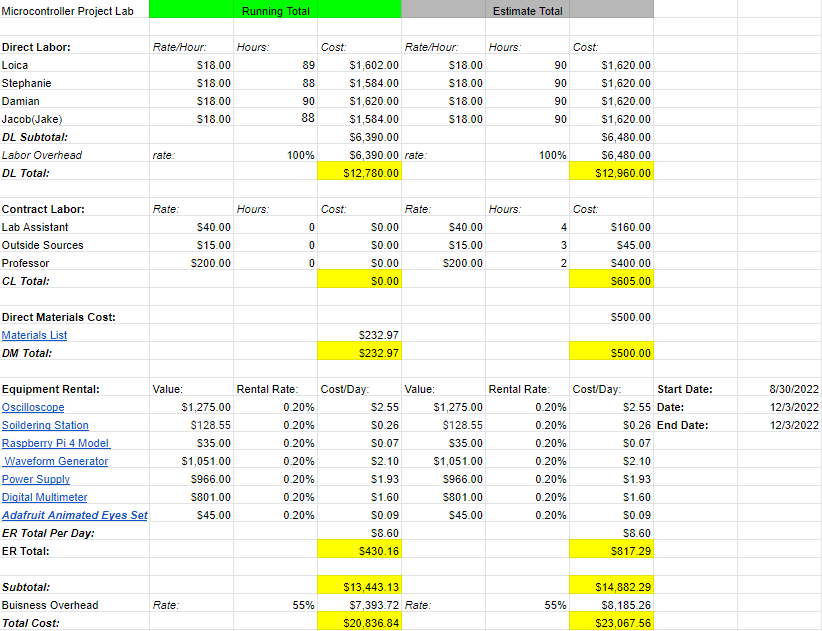 Microcontroller Project Lab Running Total Estimate Total
Direct Labor: Rate/Hour: Hours: Cost: Rate/Hour: Hours: Cost:
Loica $18.00 89 $1,602.00 $18.00 90 $1,620.00
Stephanie $18.00 88 $1,584.00 $18.00 90 $1,620.00
Damian $18.00 90 $1,620.00 $18.00 90 $1,620.00
Jacob(Jake) $18.00 88 $1,584.00 $18.00 90 $1,620.00
DL Subtotal: $6,390.00 $6,480.00
Labor Overhead rate: 100% $6,390.00 rate: 100% $6,480.00
DL Total: $12,780.00 $12,960.00
Contract Labor: Rate: Hours: Cost: Rate: Hours: Cost:
Lab Assistant $40.00 0 $0.00 $40.00 4 $160.00
Outside Sources $15.00 0 $0.00 $15.00 3 $45.00
Professor $200.00 0 $0.00 $200.00 2 $400.00
CL Total: $0.00 $605.00
Direct Materials Cost: $500.00
Materials List $232.97
DM Total: $232.97 $500.00
Equipment Rental: Value: Rental Rate: Cost/Day: Value: Rental Rate: Cost/Day: Start Date: 8/30/2022
Oscilloscope $1,275.00 0.20% $2.55 $1,275.00 0.20% $2.55 Date: 12/3/2022
Soildering Station $128.55 0.20% $0.26 $128.55 0.20% $0.26 End Date: 12/3/2022
Raspberry Pi 4 Model $35.00 0.20% $0.07 $35.00 0.20% $0.07
Waveform Generator $1,051.00 0.20% $2.10 $1,051.00 0.20% $2.10
Power Supply $966.00 0.20% $1.93 $966.00 0.20% $1.93
Digital Multimeter $801.00 0.20% $1.60 $801.00 0.20% $1.60
Adafruit Animated Eyes Set $45.00 0.20% $0.09 $45.00 0.20% $0.09
ER Total Per Day: $8.60 $8.60
ER Total: $430.16 $817.29
Subtotal: $13,443.13 $14,882.29
Buisness Overhead Rate: 55% $7,393.72 Rate: 55% $8,185.26
Total Cost: $20,836.84 $23,067.56